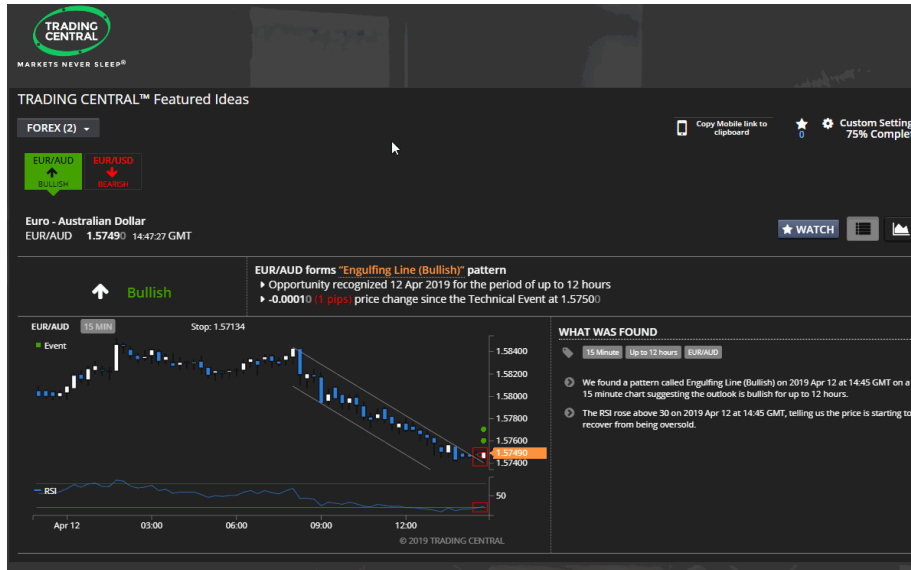 TRADING
CENTRAL
MARKETS NEVER SLEEP®
TRADING CENTRAL™ Featured Ideas
FOREX (2)
Copy Mobile link to
clipboard
0
Custom Setting
75% Complet
EUR/AUD
BULLISH
EUR/USD
BEARISH
Euro - Australian Dollar
EUR/AUD 1.57490 14:47:27 GMT
WATCH
Bullish
EUR/AUD forms “Engulfing Line (Bullish)” pattern
Opportunity recognized 12 Apr 2019 for the period of up to 12 hours
-0.00010 (1 pips) price change since the Technical Event at 1.57500
EUR/AUD 15 MIN Stop: 1.57134
Event
1.58400
1.58200
1.58000
1.57800
1.57600
1.57490
1.57400
RSI
50
Apr 12 03:00 06:00 09:00 12:00
© 2019 TRADING CENTRAL
WHAT WAS FOUND
15 Minute Up to 12 hours EUR/AUD
We found a pattern called Engulfing Line (Bullish) on 2019 Apr 12 at 14:45 GMT on a
15 minute chart suggesting the outlook is bullish for up to 12 hours.
The RSI rose above 30 on 2019 Apr 12 at 14:45 GMT, telling us the price is starting to
recover from being oversold.